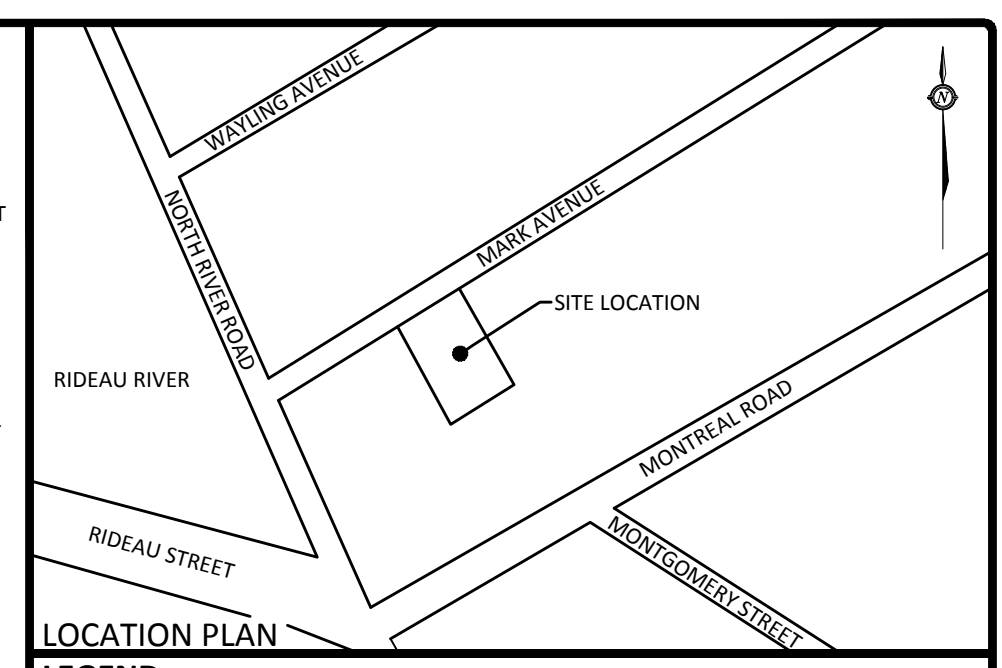 WAYLING AVENUE
N
T
NORTH RIVER ROAD
MARK AVENUE
SITE LOCATION
RIDEAU RIVER
MONTREAL ROAD
RIDEAU STREET
MONTGOMERY STREET
LOCATION PLAN
LEGEND